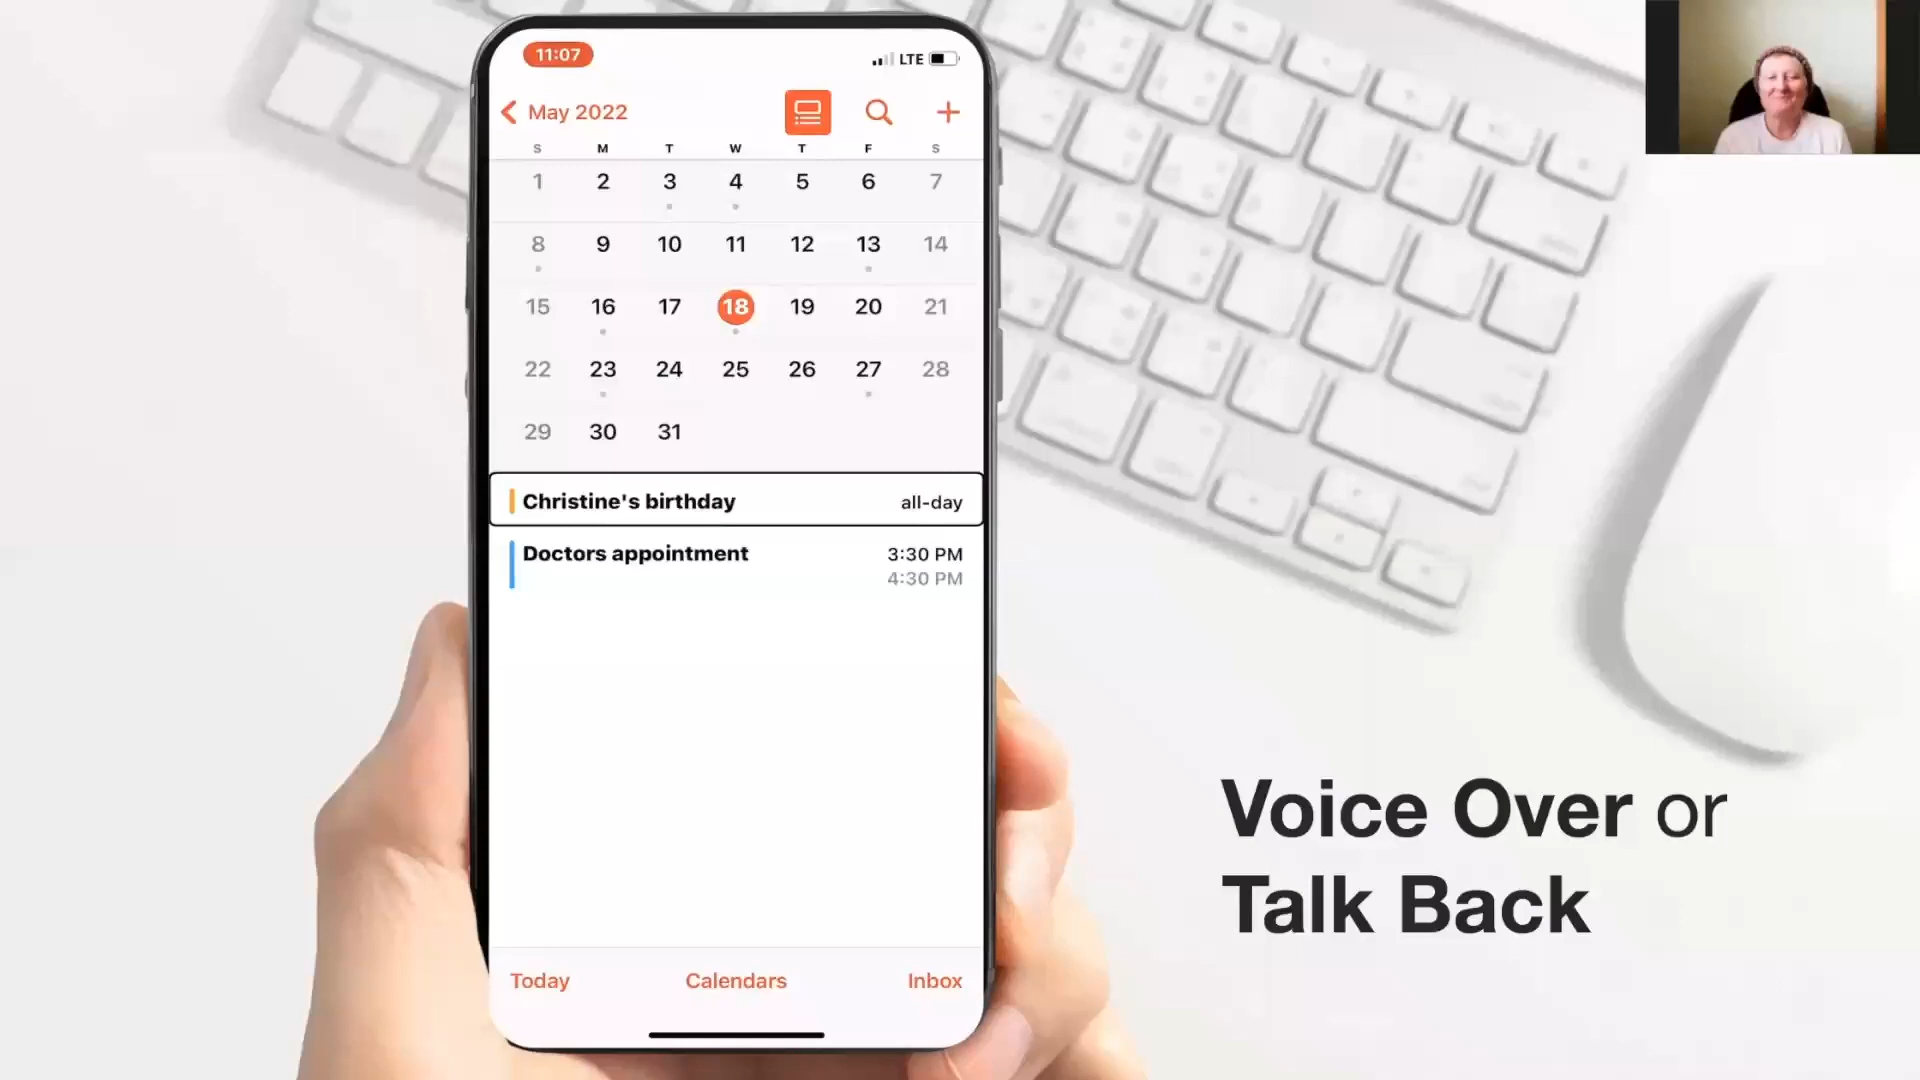 11:07 LTE
May 2022
S M T W T F S
1 2 3 4 5 6 7
8 9 10 11 12 13 14
15 16 17 18 19 20 21
22 23 24 25 26 27 28
29 30 31
Christine's birthday all-day
Doctors appointment 3:30 PM
4:30 PM
Today Calendars Inbox
Voice Over or
Talk Back